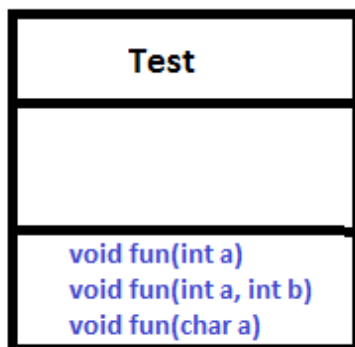 Test
void fun(int a)
void fun(int a, int b)
void fun(char a)